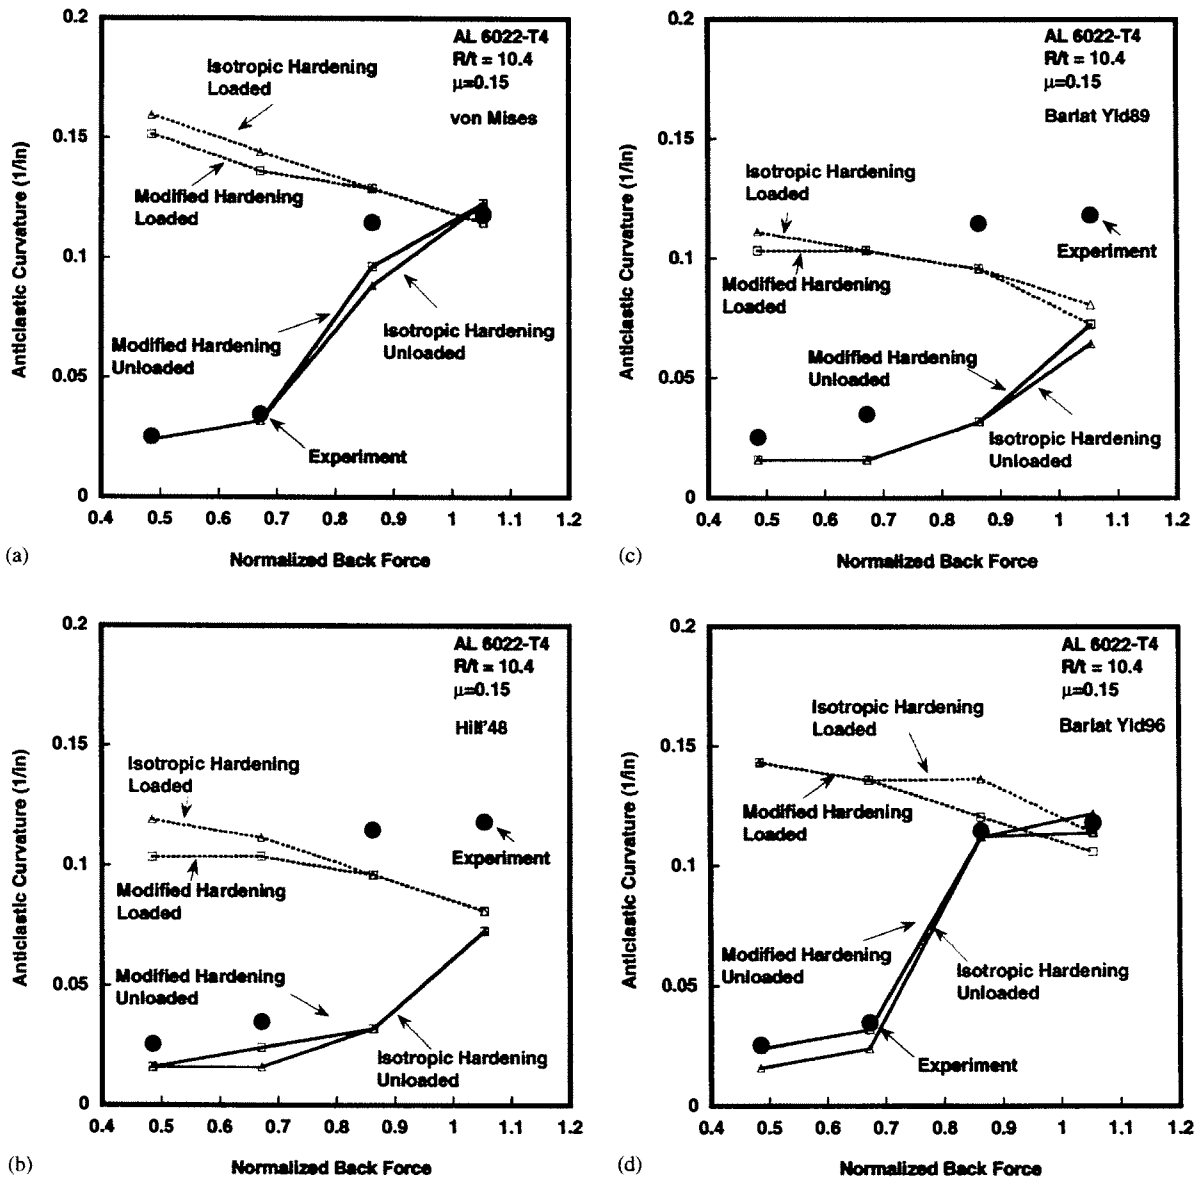 0.2
0.15
0.1
0.05
0
Anticlastic Curvature (1/in)
AL 6022-T4
R/t = 10.4
μ=0.15
von Mises
Isotropic Hardening
Loaded
Modified Hardening
Loaded
Modified Hardening
Unloaded
Isotropic Hardening
Unloaded
Experiment
0.4 0.5 0.6 0.7 0.8 0.9 1 1.1 1.2
(a)
Normalized Back Force
0.2
0.15
0.1
0.05
0
Anticlastic Curvature (1/in)
AL 6022-T4
R/t = 10.4
μ=0.15
Barlat Yld89
Isotropic Hardening
Loaded
Experiment
Modified Hardening
Loaded
Modified Hardening
Unloaded
Isotropic Hardening
Unloaded
0.4 0.5 0.6 0.7 0.8 0.9 1 1.1 1.2
(c)
Normalized Back Force
0.2
0.15
0.1
0.05
0
Anticlastic Curvature (1/in)
AL 6022-T4
R/t = 10.4
μ=0.15
Hill'48
Isotropic Hardening
Loaded
Experiment
Modified Hardening
Loaded
Modified Hardening
Unloaded
Isotropic Hardening
Unloaded
0.4 0.5 0.6 0.7 0.8 0.9 1 1.1 1.2
(b)
Normalized Back Force
0.2
0.15
0.1
0.05
0
Anticlastic Curvature (1/in)
AL 6022-T4
R/t = 10.4
μ=0.15
Barlat Yld96
Isotropic Hardening
Loaded
Modified Hardening
Loaded
Modified Hardening
Unloaded
Isotropic Hardening
Unloaded
Experiment
0.4 0.5 0.6 0.7 0.8 0.9 1 1.1 1.2
(d)
Normalized Back Force